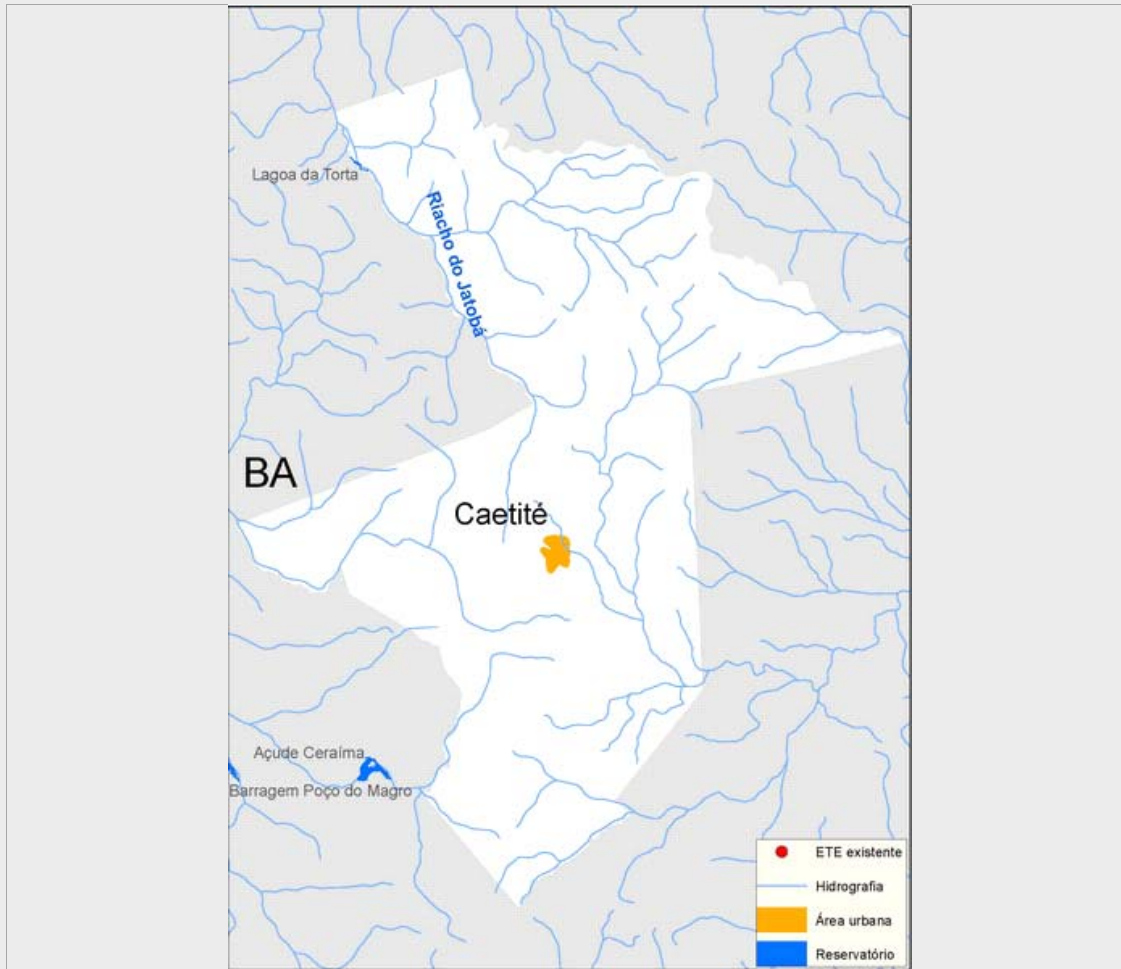 Lagoa da Torta
Riacho do Jatobá
BA
Caetité
Açude Ceraíma
Barragem Poço do Magro
ETE existente
Hidrografia
Área urbana
Reservatório